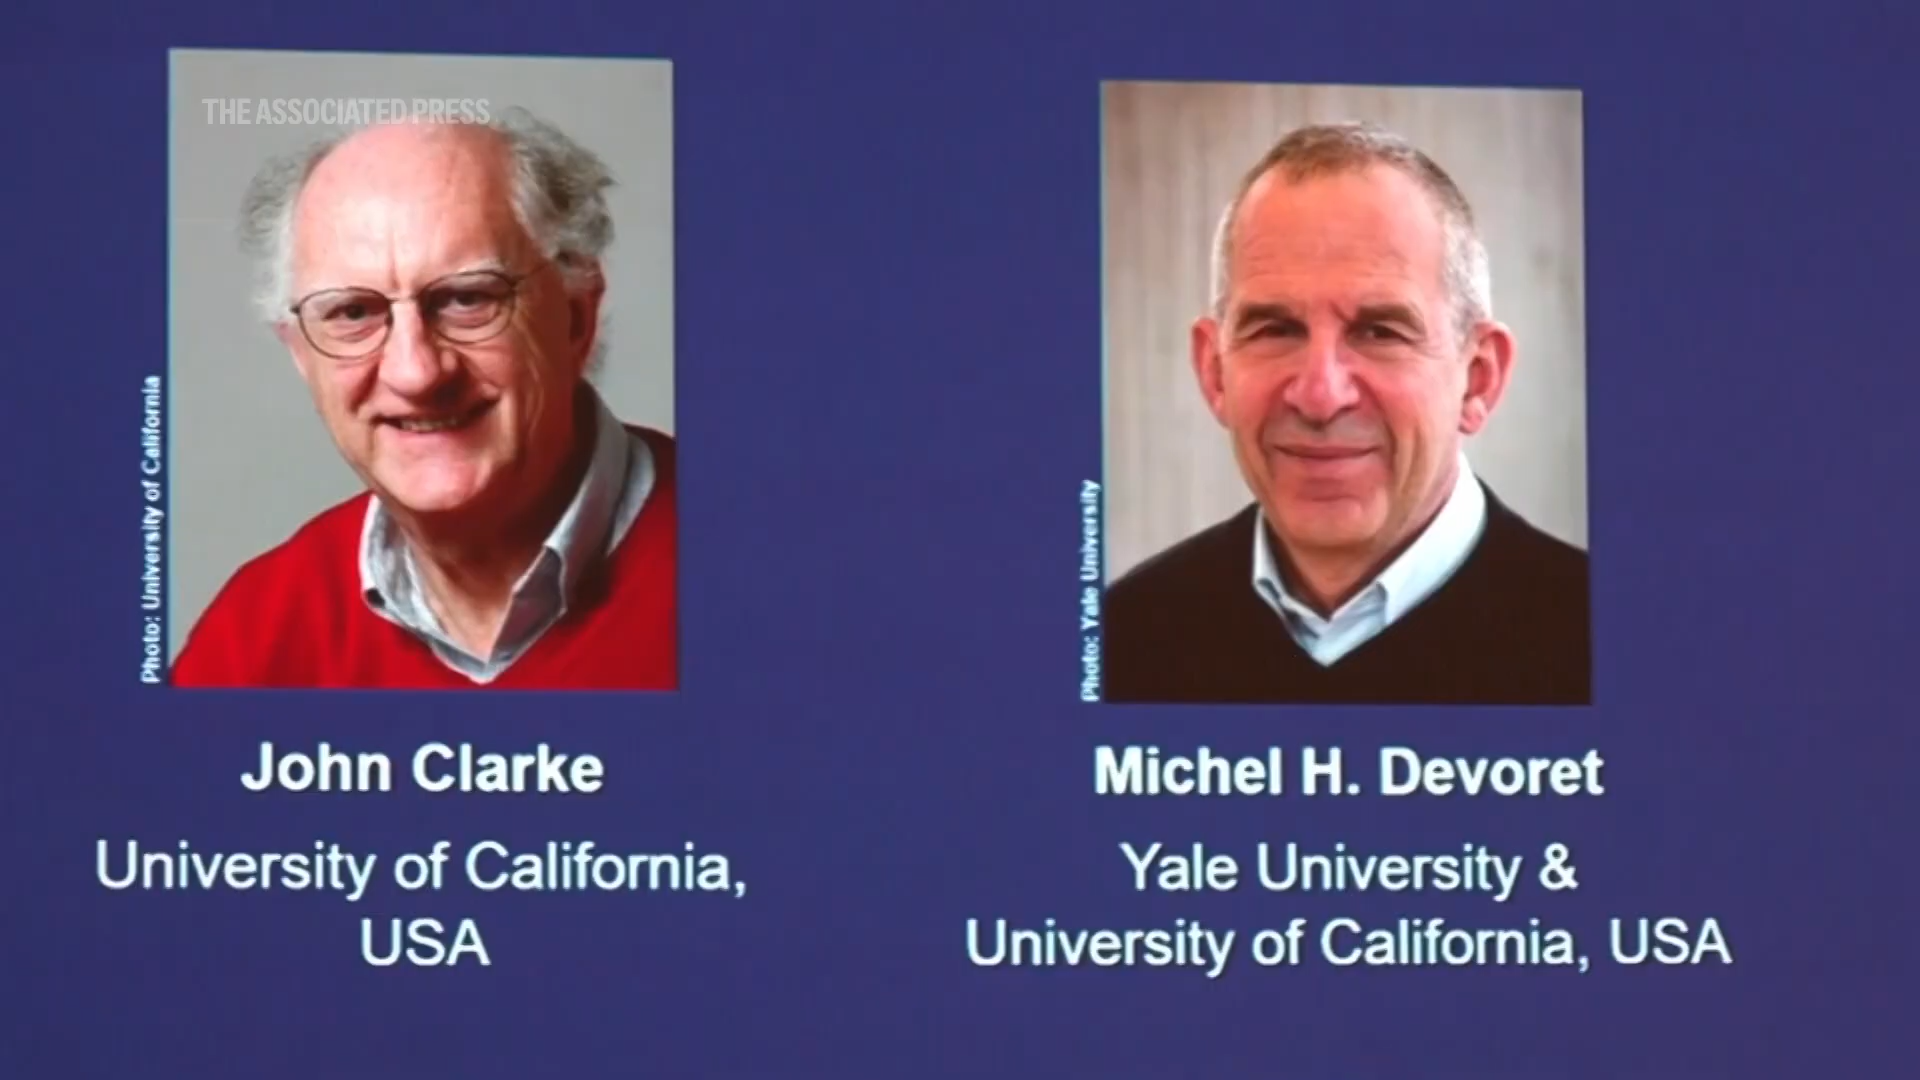 THE ASSOCIATED PRESS
Photo: University of California
John Clarke
University of California,
USA
Photo: Yale University
Michel H. Devoret
Yale University &
University of California, USA